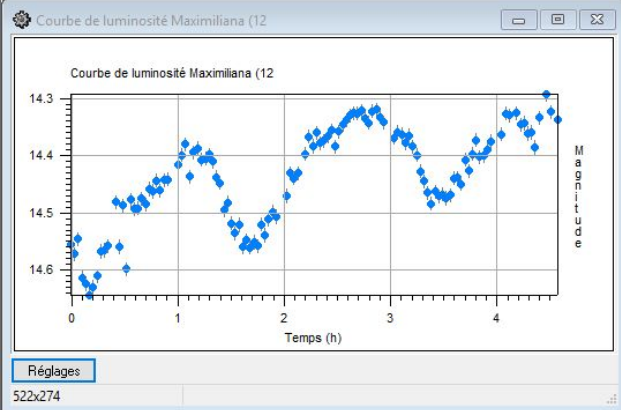 Courbe de luminosité Maximiliana (12
Courbe de luminosité Maximiliana (12
14.3
14.4
14.5
14.6
0 1 2 3 4
Temps (h)
Magnitude
Réglages
522x274